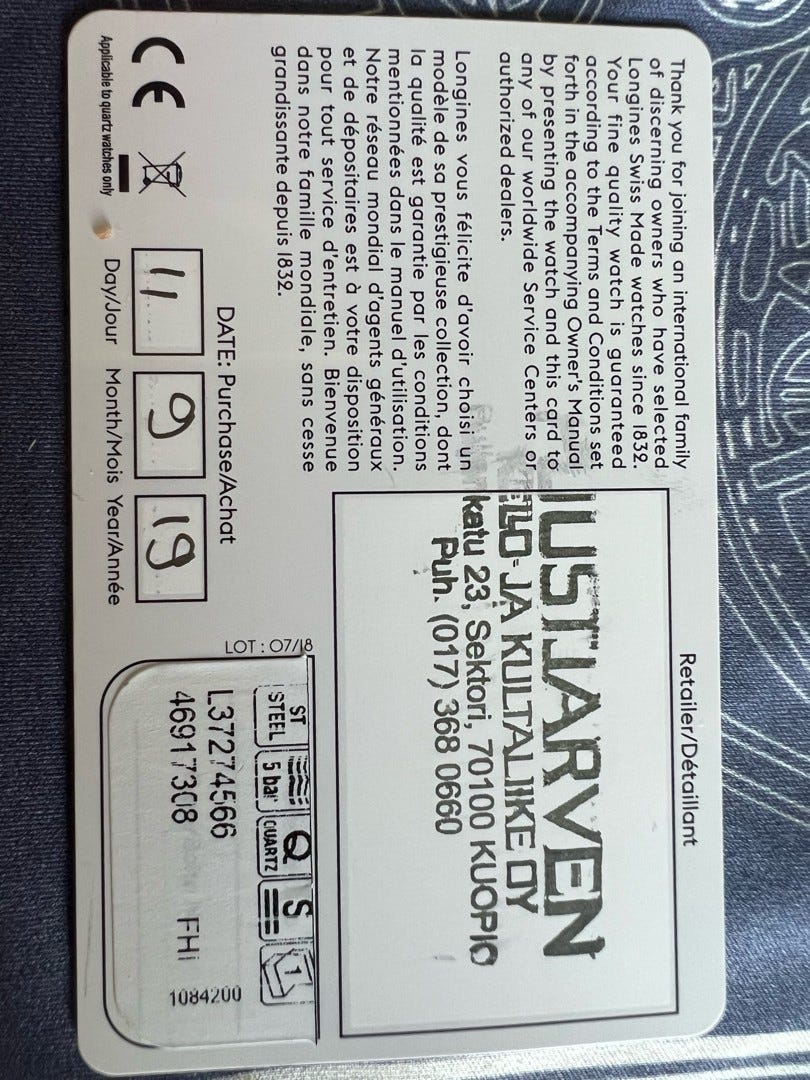 Thank you for joining an international family
of discerning owners who have selected
Longines Swiss Made watches since 1832.
Your fine quality watch is guaranteed
according to the Terms and Conditions set
forth in the accompanying Owner's Manual
by presenting the watch and this card to
any of our worldwide Service Centers or
authorized dealers.
Longines vous félicite d'avoir choisi un
modèle de sa prestigieuse collection, dont
la qualité est garantie par les conditions
mentionnées dans le manuel d'utilisation.
Notre réseau mondial d'agents généraux
et de dépositaires est à votre disposition
pour tout service d'entretien. Bienvenue
dans notre famille mondiale, sans cesse
grandissante depuis 1832.
CE
Applicable to quartz watches only
DATE: Purchase/Achat
11 9 19
Day/Jour Month/Mois Year/Année
Retailer/Détaillant
USTJARVEN
LO-JA KULTALIIKE OY
katu 23, Sektori, 70100 KUOPIO
Puh. (017) 368 0660
LOT : 07/18
ST Q S 1
STEEL 5 bar QUARTZ
L37274566
46917308 FHi
1084200